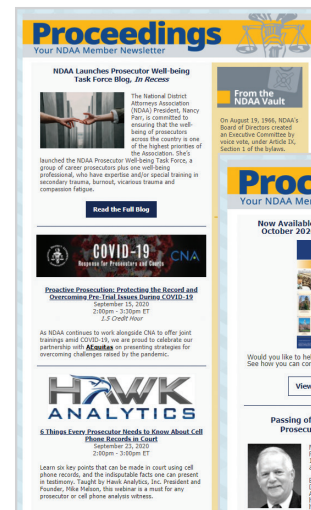 Proceedings
Your NDAA Member Newsletter
NDAA Launches Prosecutor Well-being
Task Force Blog, In Recess
The National District
Attorneys Association
(NDAA) President, Nancy
Parr, is committed to
ensuring that the well-
being of prosecutors
across the country is one
of the highest priorities of
the Association. She's
launched the NDAA Prosecutor Well-being Task Force, a
group of career prosecutors plus one well-being
professional, who have expertise and/or special training in
secondary trauma, burnout, vicarious trauma and
compassion fatigue.
Read the Full Blog
COVID-19
Response for Prosecutors and Courts
CNA
Proactive Prosecution: Protecting the Record and
Overcoming Pre-Trial Issues During COVID-19
September 15, 2020
2:00pm - 3:30pm ET
1.5 Credit Hour
As NDAA continues to work alongside CNA to offer joint
trainings amid COVID-19, we are proud to celebrate our
partnership with AEquitas on presenting strategies for
overcoming challenges raised by the pandemic.
HAWK
ANALYTICS
6 Things Every Prosecutor Needs to Know About Cell
Phone Records in Court
September 23, 2020
2:00pm - 3:00pm ET
Learn six key points that can be made in court using cell
phone records, and the indisputable facts one can present
in testimony. Taught by Hawk Analytics, Inc. President and
Founder, Mike Melson, this webinar is a must for any
prosecutor or cell phone analysis witness.
From the
NDAA Vault
On August 19, 1966, NDAA's
Board of Directors created
an Executive Committee by
voice vote, under Article IX,
Section 1 of the bylaws.
Proc
Your NDAA Me
Now Availabl
October 202
Would you like to hel
See how you can con
View
Passing of
Prosecu